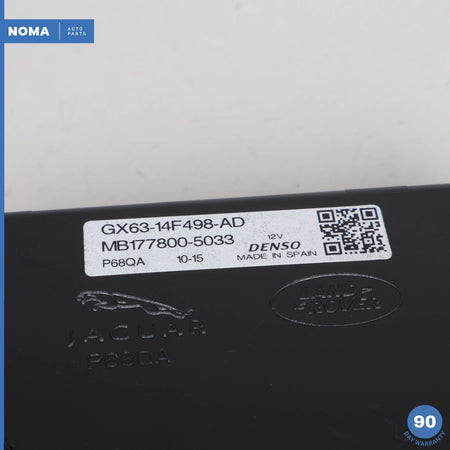 NOMA AUTO PARTS
GX63-14F498-AD
MB177800-5033
P68QA 10-15
12V
DENSO
MADE IN SPAIN
JAGUAR
P68QA
LAND
ROVER
90
DAY WARRANTY